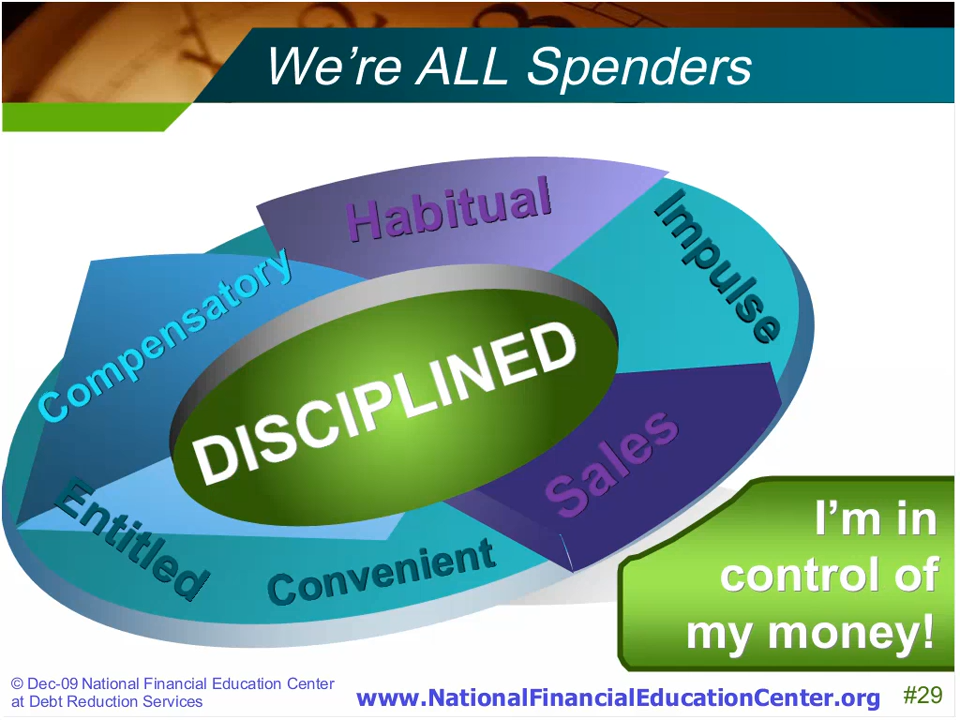 We’re ALL Spenders
Habitual
Impulse
Compensatory
DISCIPLINED
Sales
Entitled
Convenient
I’m in
control of
my money!
© Dec-09 National Financial Education Center
at Debt Reduction Services
www.NationalFinancialEducationCenter.org
#29